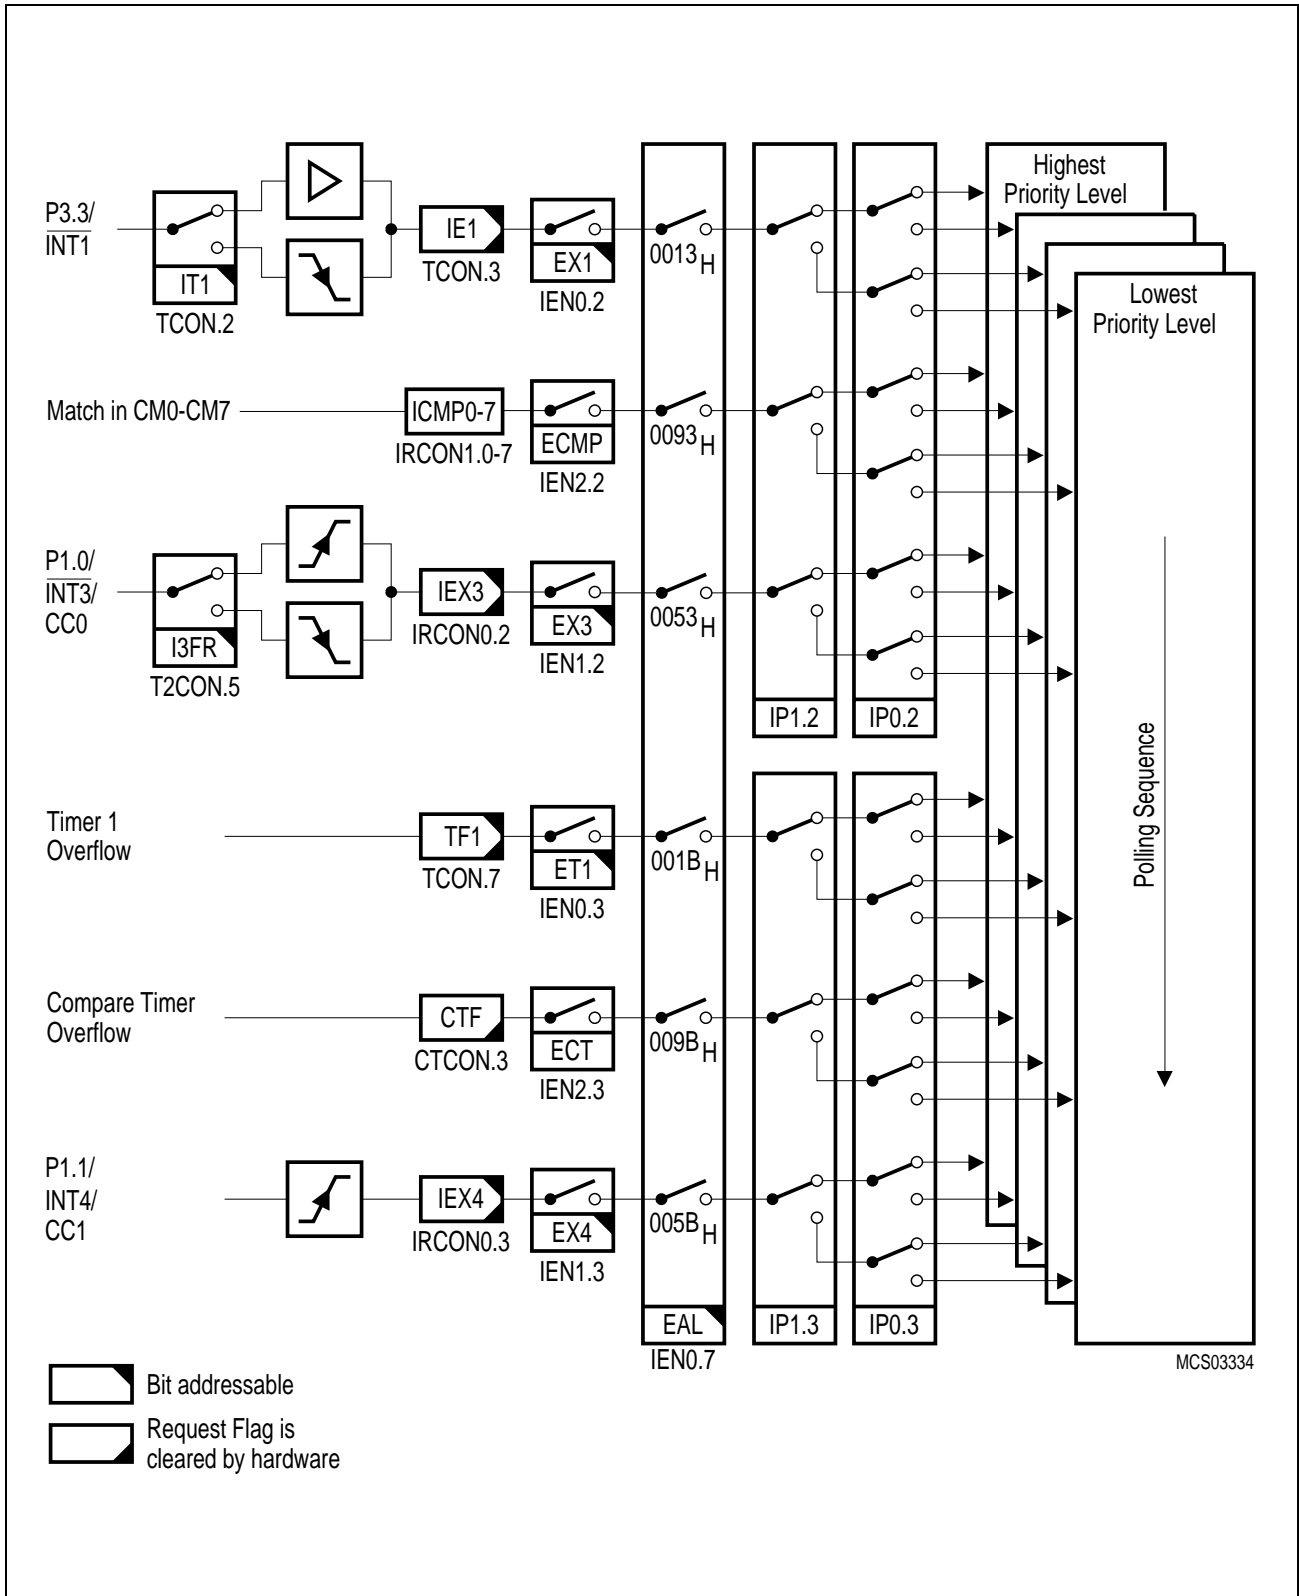 Highest
Priority Level
Lowest
Priority Level
P3.3/
INT1
IT1
TCON.2
IE1
TCON.3
EX1
IEN0.2
0013H
Match in CM0-CM7
ICMP0-7
IRCON1.0-7
ECMP
IEN2.2
0093H
P1.0/
INT3/
CC0
I3FR
T2CON.5
IEX3
IRCON0.2
EX3
IEN1.2
0053H
IP1.2
IP0.2
Timer 1
Overflow
TF1
TCON.7
ET1
IEN0.3
001BH
Polling Sequence
Compare Timer
Overflow
CTF
CTCON.3
ECT
IEN2.3
009BH
P1.1/
INT4/
CC1
IEX4
IRCON0.3
EX4
IEN1.3
005BH
EAL
IEN0.7
IP1.3
IP0.3
MCS03334
Bit addressable
Request Flag is
cleared by hardware